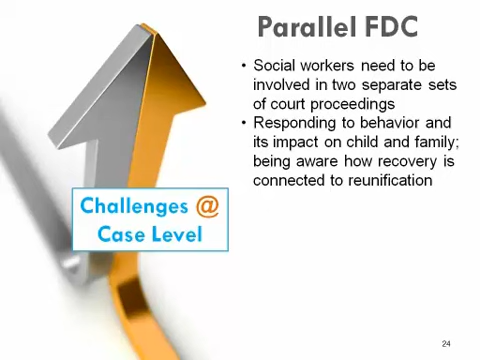 Parallel FDC
• Social workers need to be
involved in two separate sets
of court proceedings
• Responding to behavior and
its impact on child and family;
being aware how recovery is
connected to reunification
Challenges @
Case Level
24